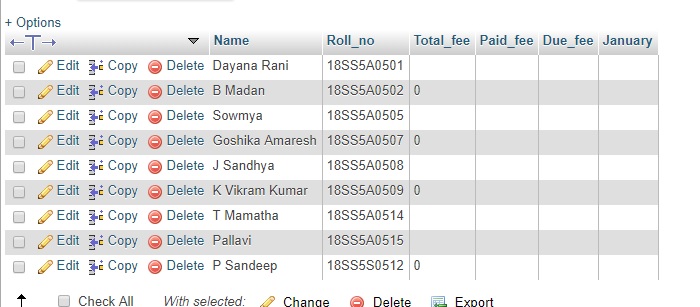 + Options
←T→ Name Roll_no Total_fee Paid_fee Due_fee January
Edit Copy Delete Dayana Rani 18SS5A0501
Edit Copy Delete B Madan 18SS5A0502 0
Edit Copy Delete Sowmya 18SS5A0505
Edit Copy Delete Goshika Amaresh 18SS5A0507 0
Edit Copy Delete J Sandhya 18SS5A0508
Edit Copy Delete K Vikram Kumar 18SS5A0509 0
Edit Copy Delete T Mamatha 18SS5A0514
Edit Copy Delete Pallavi 18SS5A0515
Edit Copy Delete P Sandeep 18SS5S0512 0
Check All With selected: Change Delete Export